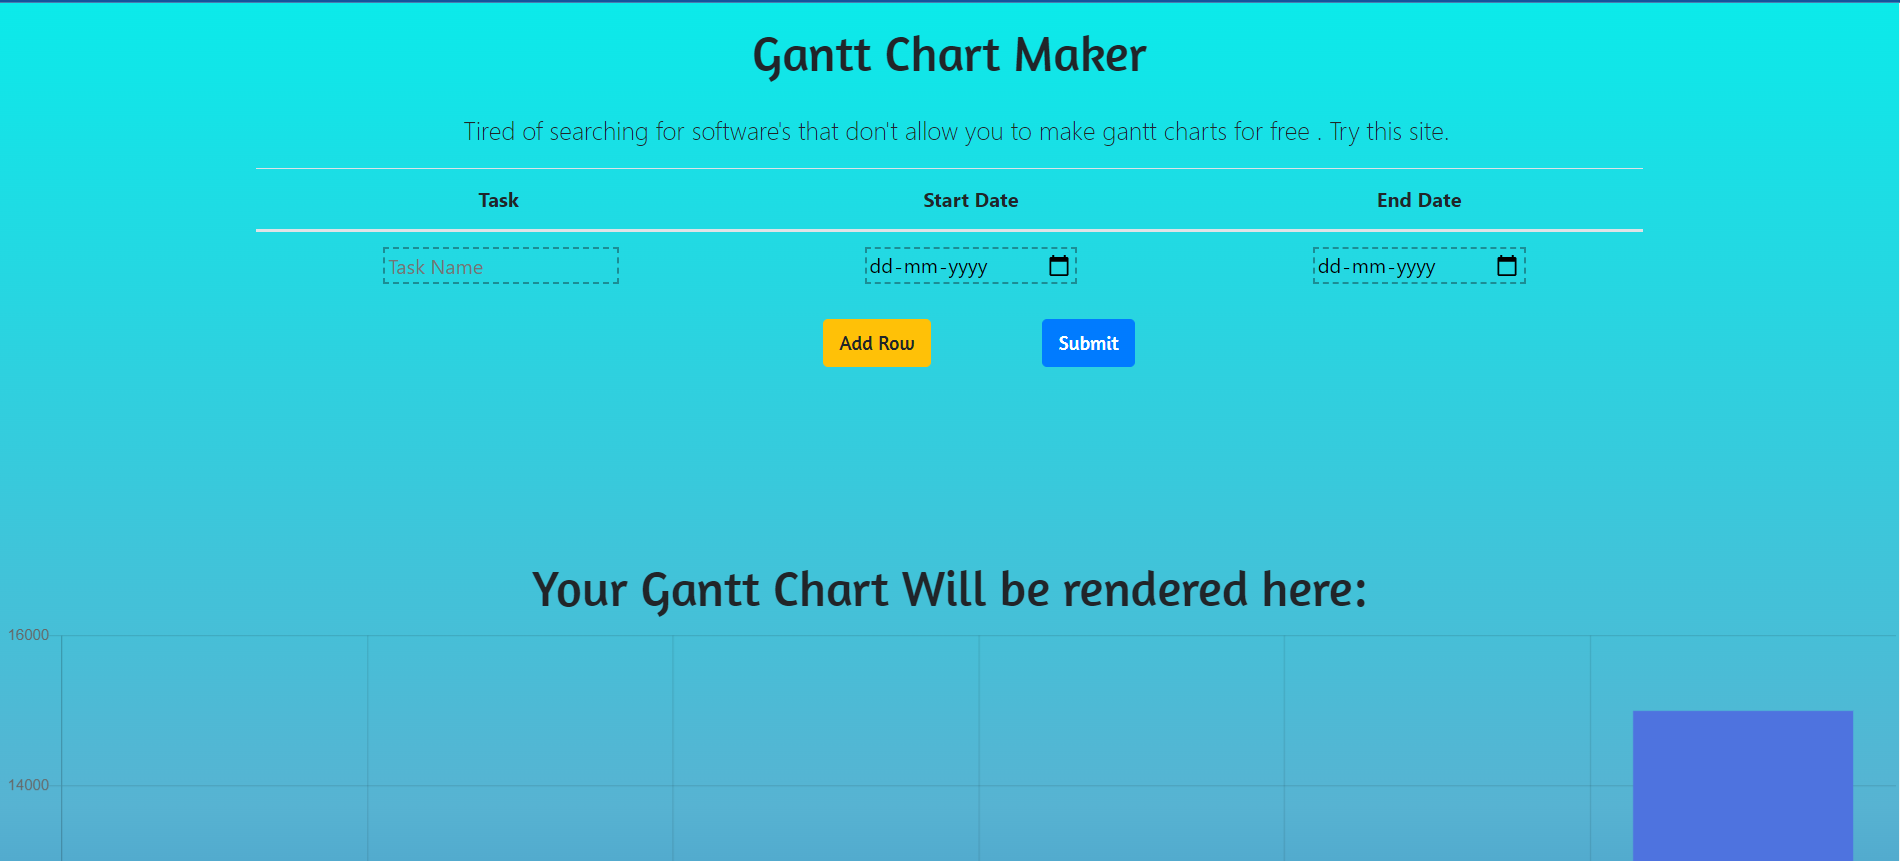 Gantt Chart Maker
Tired of searching for software's that don't allow you to make gantt charts for free . Try this site.
Task Start Date End Date
Task Name dd-mm-yyyy dd-mm-yyyy
Add Row Submit
Your Gantt Chart Will be rendered here:
16000
14000